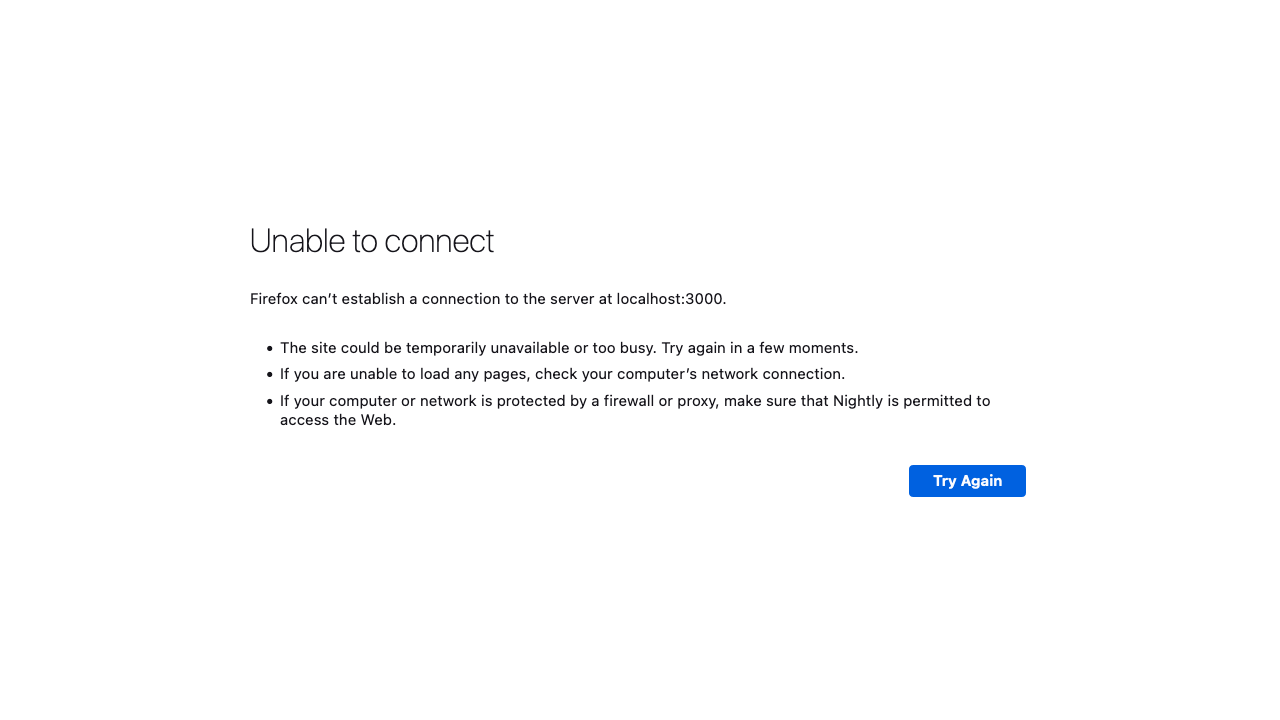 Unable to connect
Firefox can’t establish a connection to the server at localhost:3000.
• The site could be temporarily unavailable or too busy. Try again in a few moments.
• If you are unable to load any pages, check your computer’s network connection.
• If your computer or network is protected by a firewall or proxy, make sure that Nightly is permitted to
access the Web.
Try Again